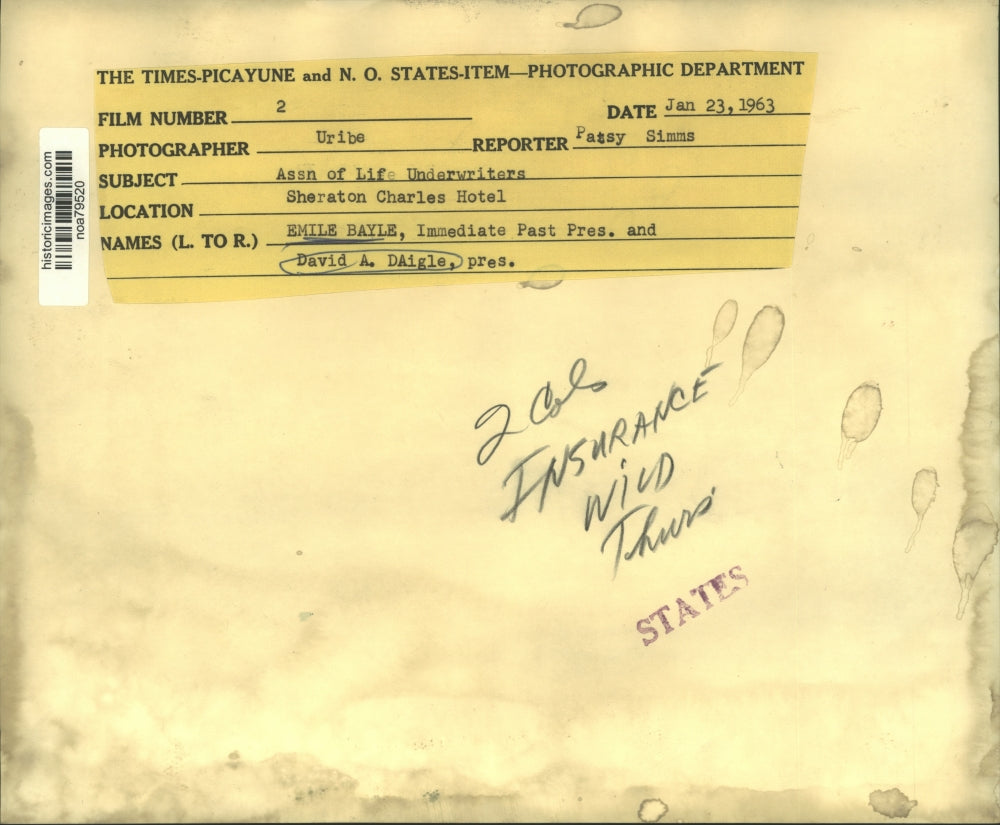 THE TIMES-PICAYUNE and N. O. STATES-ITEM—PHOTOGRAPHIC DEPARTMENT
FILM NUMBER 2 DATE Jan 23, 1963
PHOTOGRAPHER Uribe REPORTER Patsy Simms
SUBJECT Assn of Life Underwriters
LOCATION Sheraton Charles Hotel
NAMES (L. TO R.) EMILE BAYLE, Immediate Past Pres. and
David A. DAigle, pres.
historicimages.com
noa79520
2 Cols
INSURANCE
WILD
Thurs
STATES